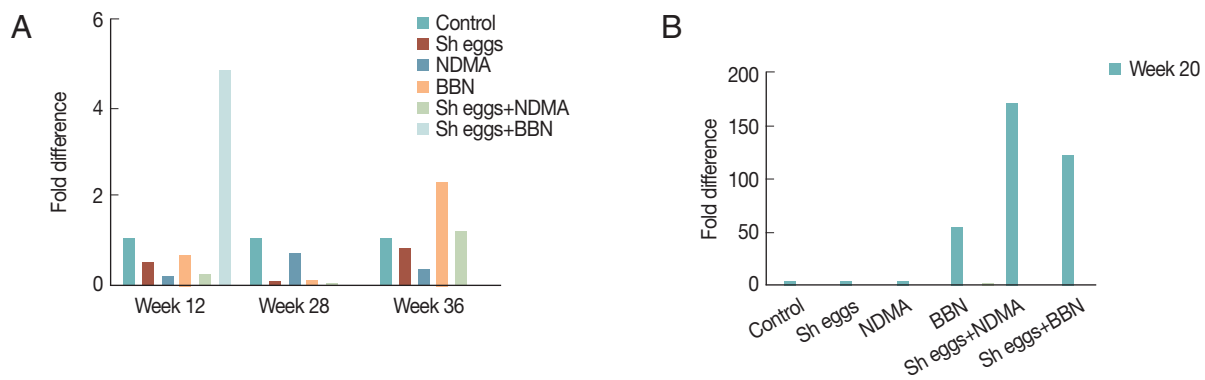 A
Fold difference
6
4
2
0
Week 12
Week 28
Week 36
Control
Sh eggs
NDMA
BBN
Sh eggs+NDMA
Sh eggs+BBN
B
Fold difference
200
150
100
50
0
Control
Sh eggs
NDMA
BBN
Sh eggs+NDMA
Sh eggs+BBN
Week 20